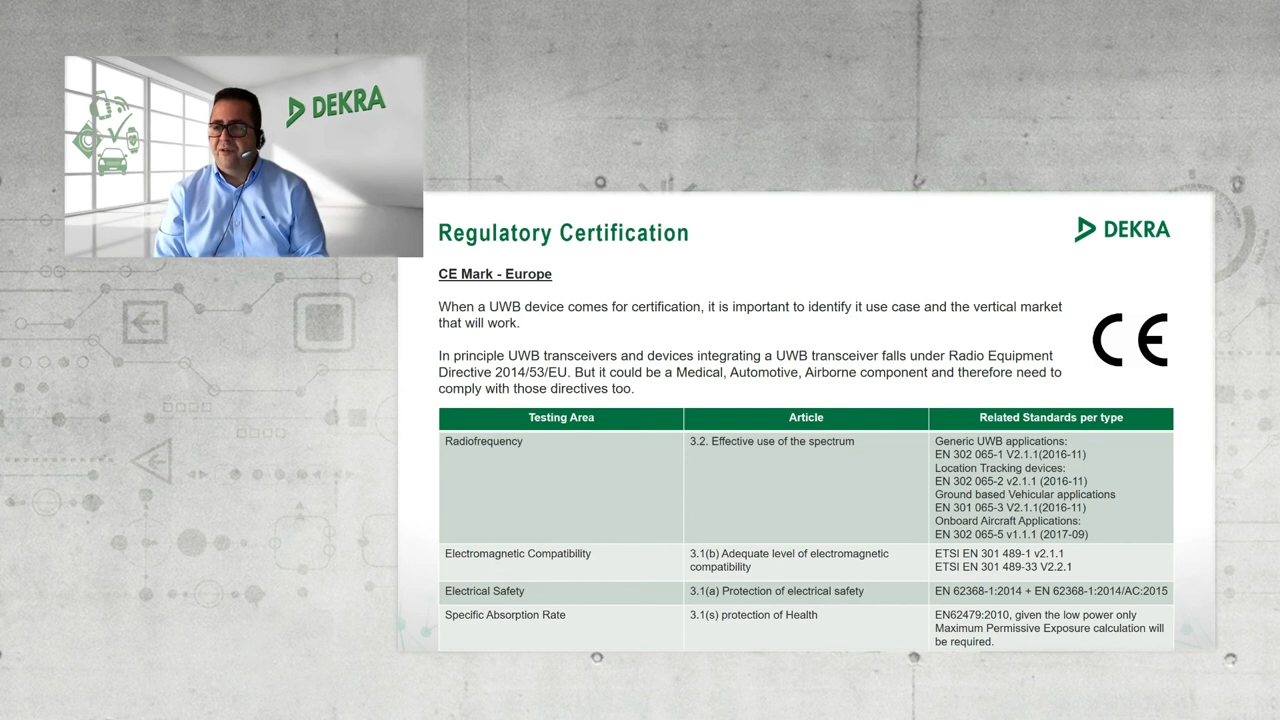 DEKRA
Regulatory Certification
DEKRA
CE Mark - Europe
When a UWB device comes for certification, it is important to identify it use case and the vertical market
that will work.
CE
In principle UWB transceivers and devices integrating a UWB transceiver falls under Radio Equipment
Directive 2014/53/EU. But it could be a Medical, Automotive, Airborne component and therefore need to
comply with those directives too.
Testing Area
Article
Related Standards per type
Radiofrequency
3.2. Effective use of the spectrum
Generic UWB applications:
EN 302 065-1 V2.1.1(2016-11)
Location Tracking devices:
EN 302 065-2 v2.1.1 (2016-11)
Ground based Vehicular applications
EN 301 065-3 V2.1.1(2016-11)
Onboard Aircraft Applications:
EN 302 065-5 v1.1.1 (2017-09)
Electromagnetic Compatibility
3.1(b) Adequate level of electromagnetic
compatibility
ETSI EN 301 489-1 v2.1.1
ETSI EN 301 489-33 V2.2.1
Electrical Safety
3.1(a) Protection of electrical safety
EN 62368-1:2014 + EN 62368-1:2014/AC:2015
Specific Absorption Rate
3.1(s) protection of Health
EN62479:2010, given the low power only
Maximum Permissive Exposure calculation will
be required.